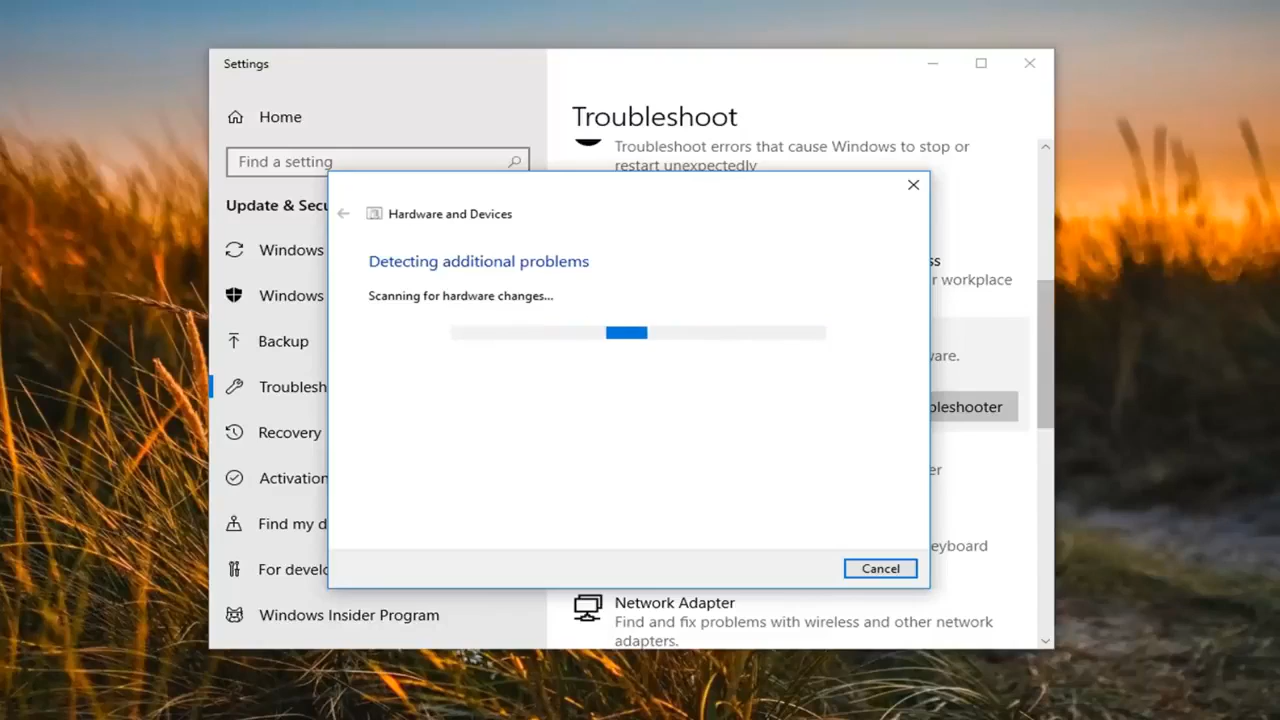 Settings
Home
Find a setting
Update & Secu
Windows
Windows
Backup
Troublesh
Recovery
Activation
Find my d
For develo
Windows Insider Program
Troubleshoot
Troubleshoot errors that cause Windows to stop or
restart unexpectedly
ss
r workplace
vare.
bleshooter
er
eyboard
Network Adapter
Find and fix problems with wireless and other network
adapters.
Hardware and Devices
Detecting additional problems
Scanning for hardware changes...
Cancel